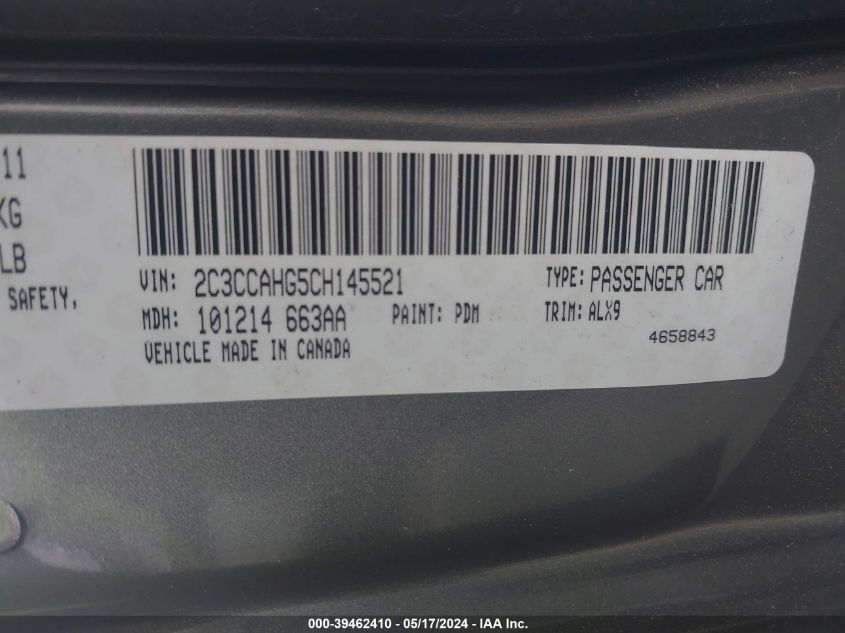 11
KG
LB
SAFETY,
VIN: 2C3CCAHG5CH145521 TYPE: PASSENGER CAR
MDH: 101214 663AA PAINT: PDM TRIM: ALX9
VEHICLE MADE IN CANADA 4658843
000-39462410 - 05/17/2024 - IAA Inc.